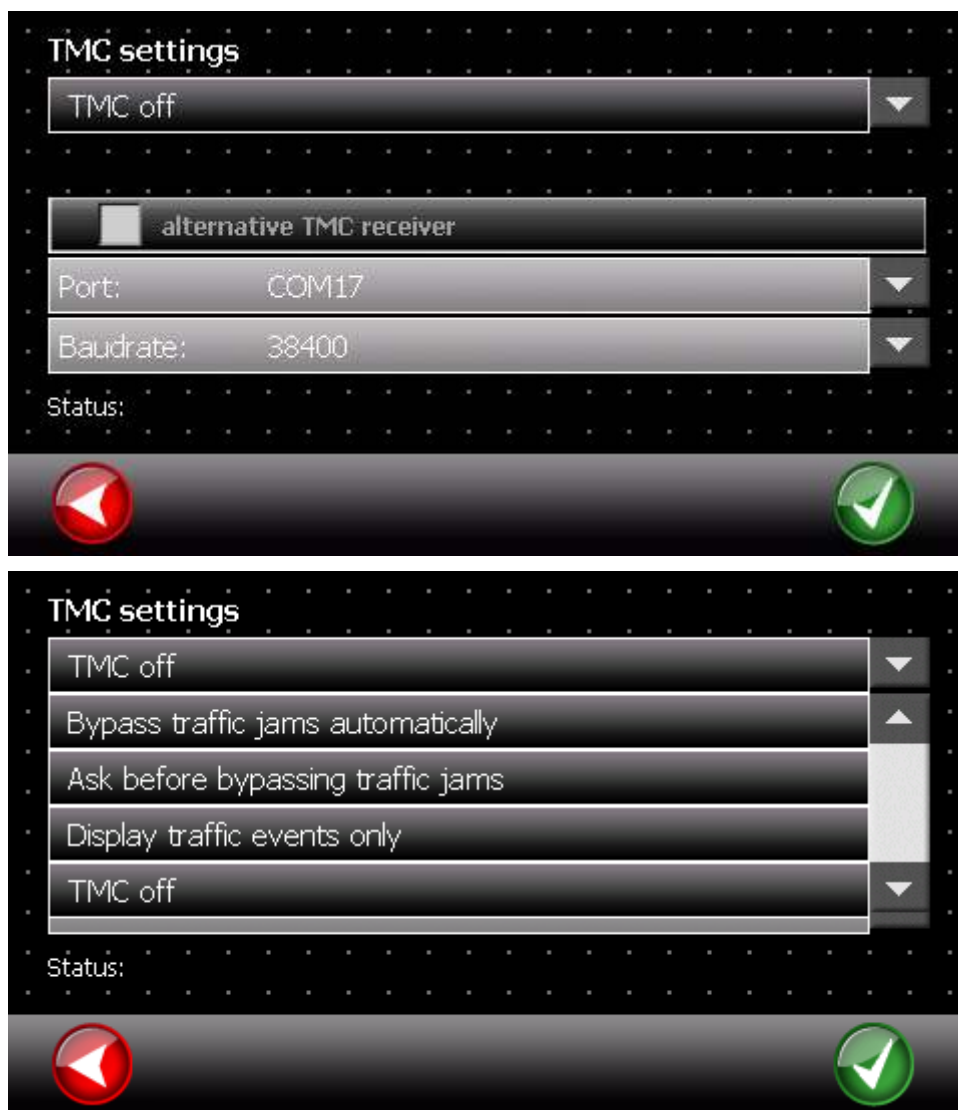 TMC settings
TMC off
alternative TMC receiver
Port: COM17
Baudrate: 38400
Status:
TMC settings
TMC off
Bypass traffic jams automatically
Ask before bypassing traffic jams
Display traffic events only
TMC off
Status: